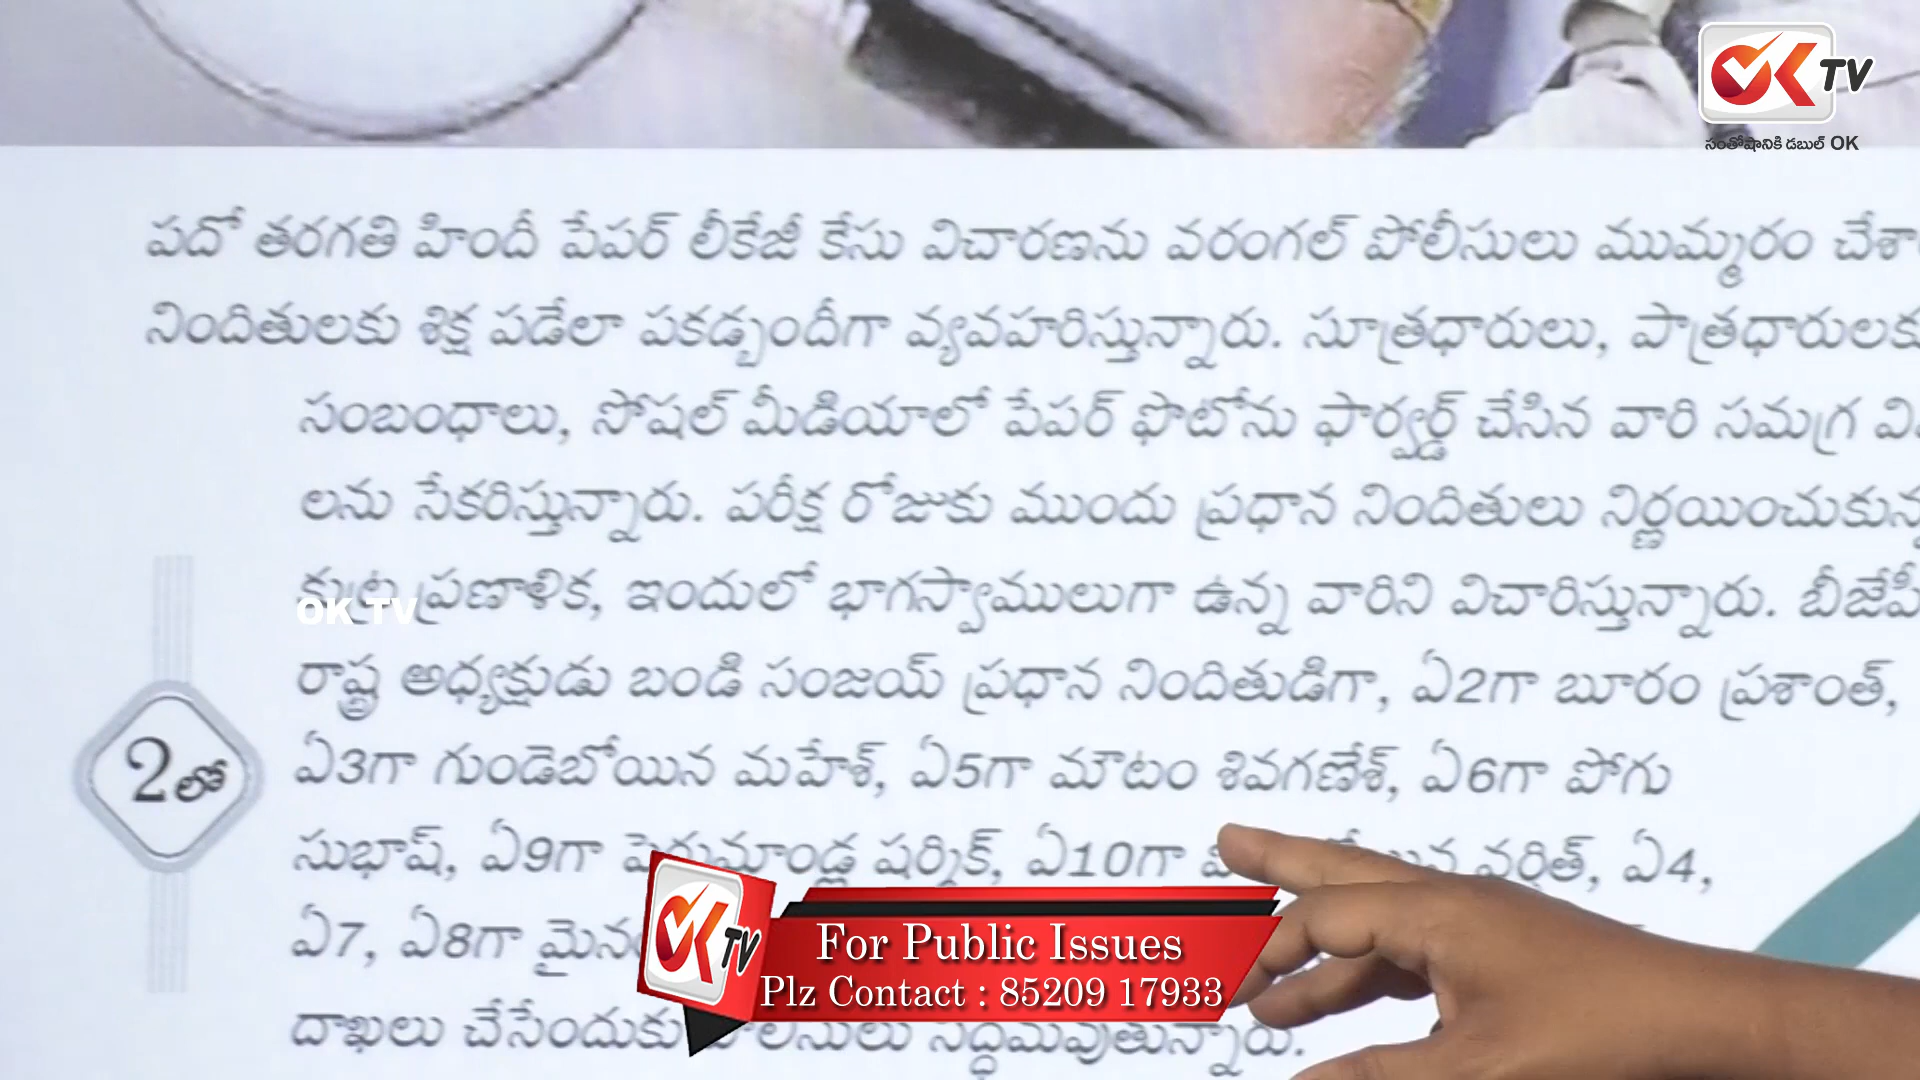 OK TV
సంతోషానికి డబుల్ OK
పదో తరగతి హిందీ పేపర్ లీకేజీ కేసు విచారణను వరంగల్ పోలీసులు ముమ్మరం
నిందితులకు శిక్ష పడేలా పకడ్బందీగా వ్యవహరిస్తున్నారు. సూత్రధారులు, పాత్రధారులకు
సంబంధాలు, సోషల్ మీడియాలో పేపర్ ఫొటోను ఫార్వర్డ్ చేసిన వారి సమగ్ర
లను సేకరిస్తున్నారు. పరీక్ష రోజుకు ముందు ప్రధాన నిందితులు
కుట్ర ప్రణాళిక, ఇందులో భాగస్వాములుగా ఉన్న వారిని విచారిస్తున్నారు. బీజేపీ
OK TV
రాష్ట్ర అధ్యక్షుడు బండి సంజయ్ ప్రధాన నిందితుడిగా, ఏ2గా బూరం ప్రశాంత్,
2లో
ఏ3గా గుండెబోయిన మహేశ్, ఏ5గా మౌటం శివగణేశ్, ఏ6గా పోగు
సుభాష్, ఏ9గా పెరుమాండ్ల షర్మిక్, ఏ10గా వర్షిత్, ఏ4,
ఏ7, ఏ8గా
దాఖలు చేసేందుకు పోలీసులు సిద్ధమవుతున్నారు.
OK TV
For Public Issues
Plz Contact : 85209 17933